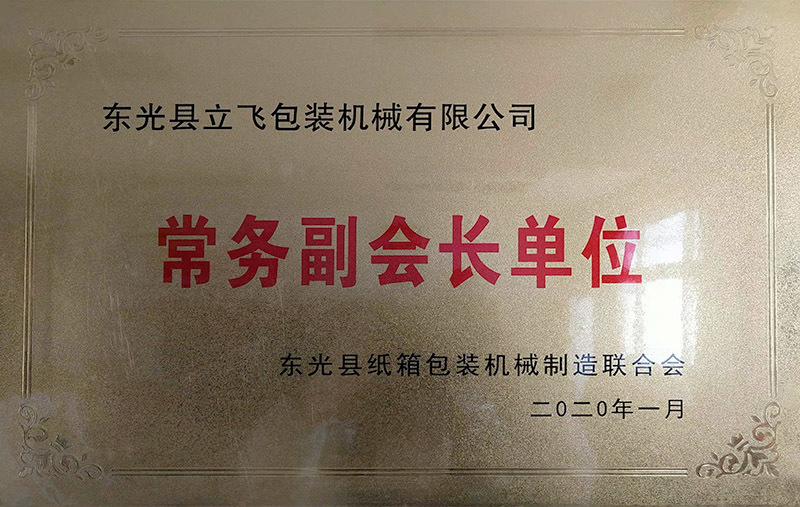 东光县立飞包装机械有限公司
常务副会长单位
东光县纸箱包装机械制造联合会
二0二0年一月